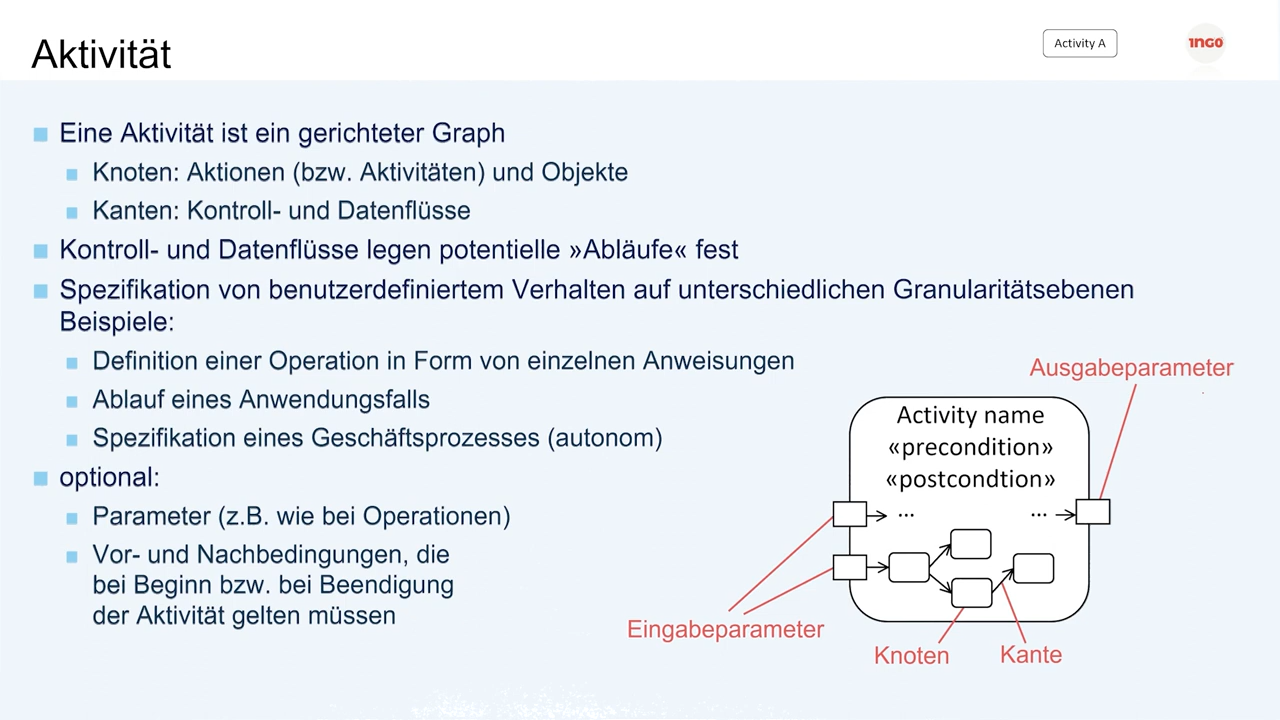 Aktivität
Activity A
1NGO
Eine Aktivität ist ein gerichteter Graph
Knoten: Aktionen (bzw. Aktivitäten) und Objekte
Kanten: Kontroll- und Datenflüsse
Kontroll- und Datenflüsse legen potentielle »Abläufe« fest
Spezifikation von benutzerdefiniertem Verhalten auf unterschiedlichen Granularitätsebenen
Beispiele:
Definition einer Operation in Form von einzelnen Anweisungen
Ablauf eines Anwendungsfalls
Spezifikation eines Geschäftsprozesses (autonom)
optional:
Parameter (z.B. wie bei Operationen)
Vor- und Nachbedingungen, die
bei Beginn bzw. bei Beendigung
der Aktivität gelten müssen
Ausgabeparameter
Activity name
«precondition»
«postcondtion»
... ...
Eingabeparameter
Knoten
Kante